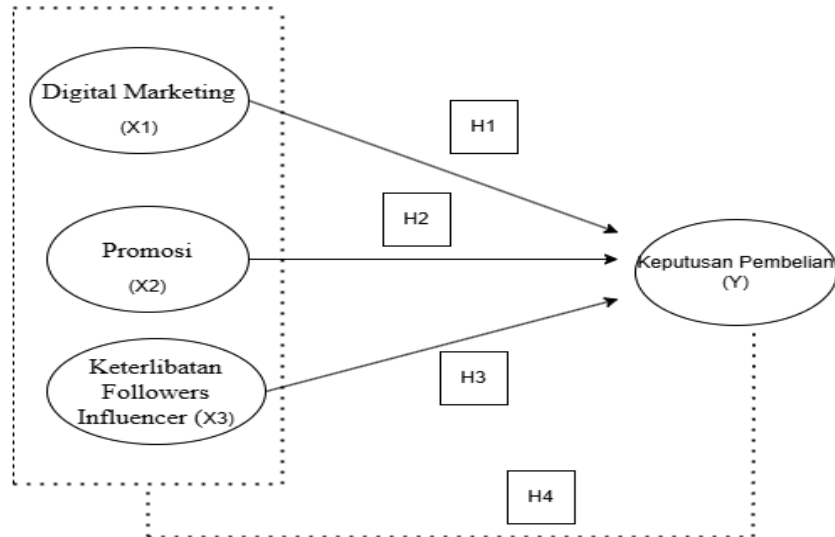 Digital Marketing
(X1)
H1
H2
Promosi
(X2)
Keputusan Pembelian
(Y)
Keterlibatan
Followers
Influencer (X3)
H3
H4